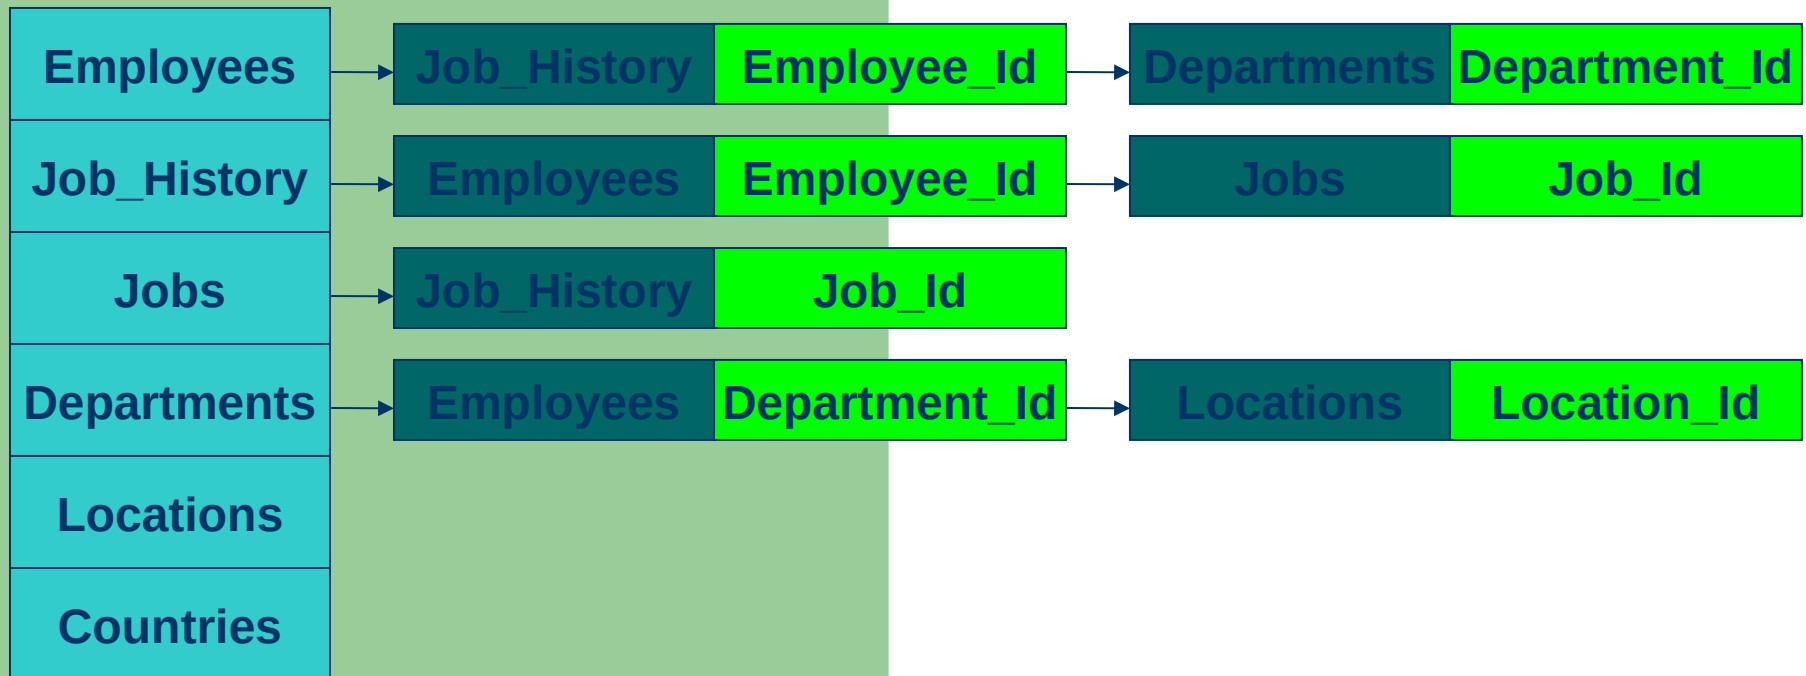 Employees Job_History Employee_Id Departments Department_Id
Job_History Employees Employee_Id Jobs Job_Id
Jobs Job_History Job_Id
Departments Employees Department_Id Locations Location_Id
Locations
Countries